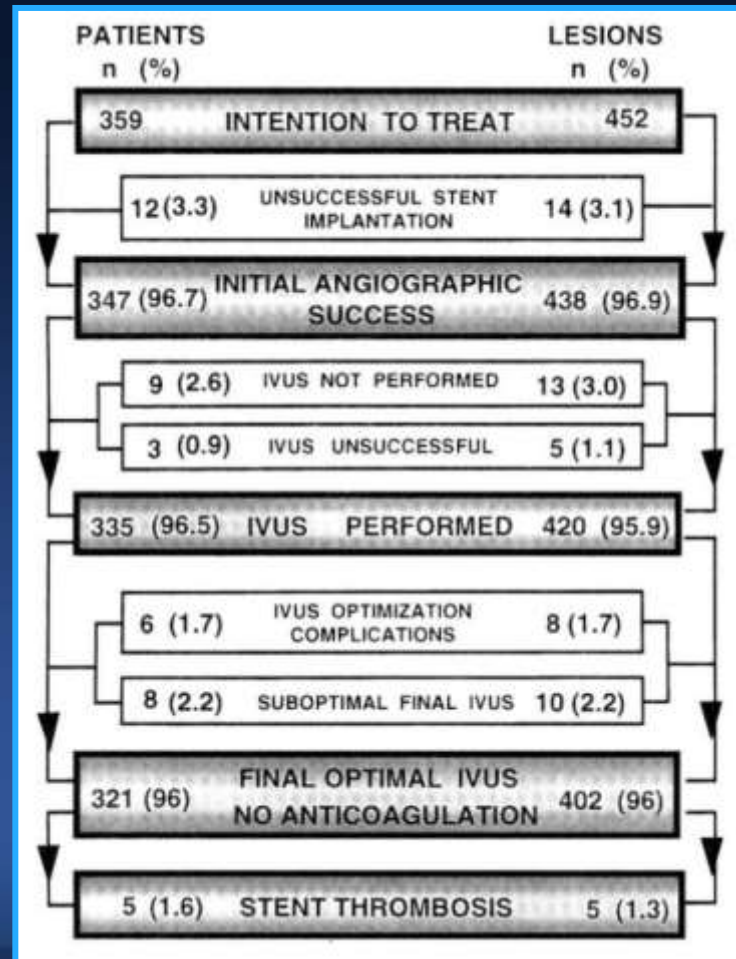 PATIENTS LESIONS
n (%) n (%)
359 INTENTION TO TREAT 452
12 (3.3) UNSUCCESSFUL STENT IMPLANTATION 14 (3.1)
347 (96.7) INITIAL ANGIOGRAPHIC SUCCESS 438 (96.9)
9 (2.6) IVUS NOT PERFORMED 13 (3.0)
3 (0.9) IVUS UNSUCCESSFUL 5 (1.1)
335 (96.5) IVUS PERFORMED 420 (95.9)
6 (1.7) IVUS OPTIMIZATION COMPLICATIONS 8 (1.7)
8 (2.2) SUBOPTIMAL FINAL IVUS 10 (2.2)
321 (96) FINAL OPTIMAL IVUS NO ANTICOAGULATION 402 (96)
5 (1.6) STENT THROMBOSIS 5 (1.3)